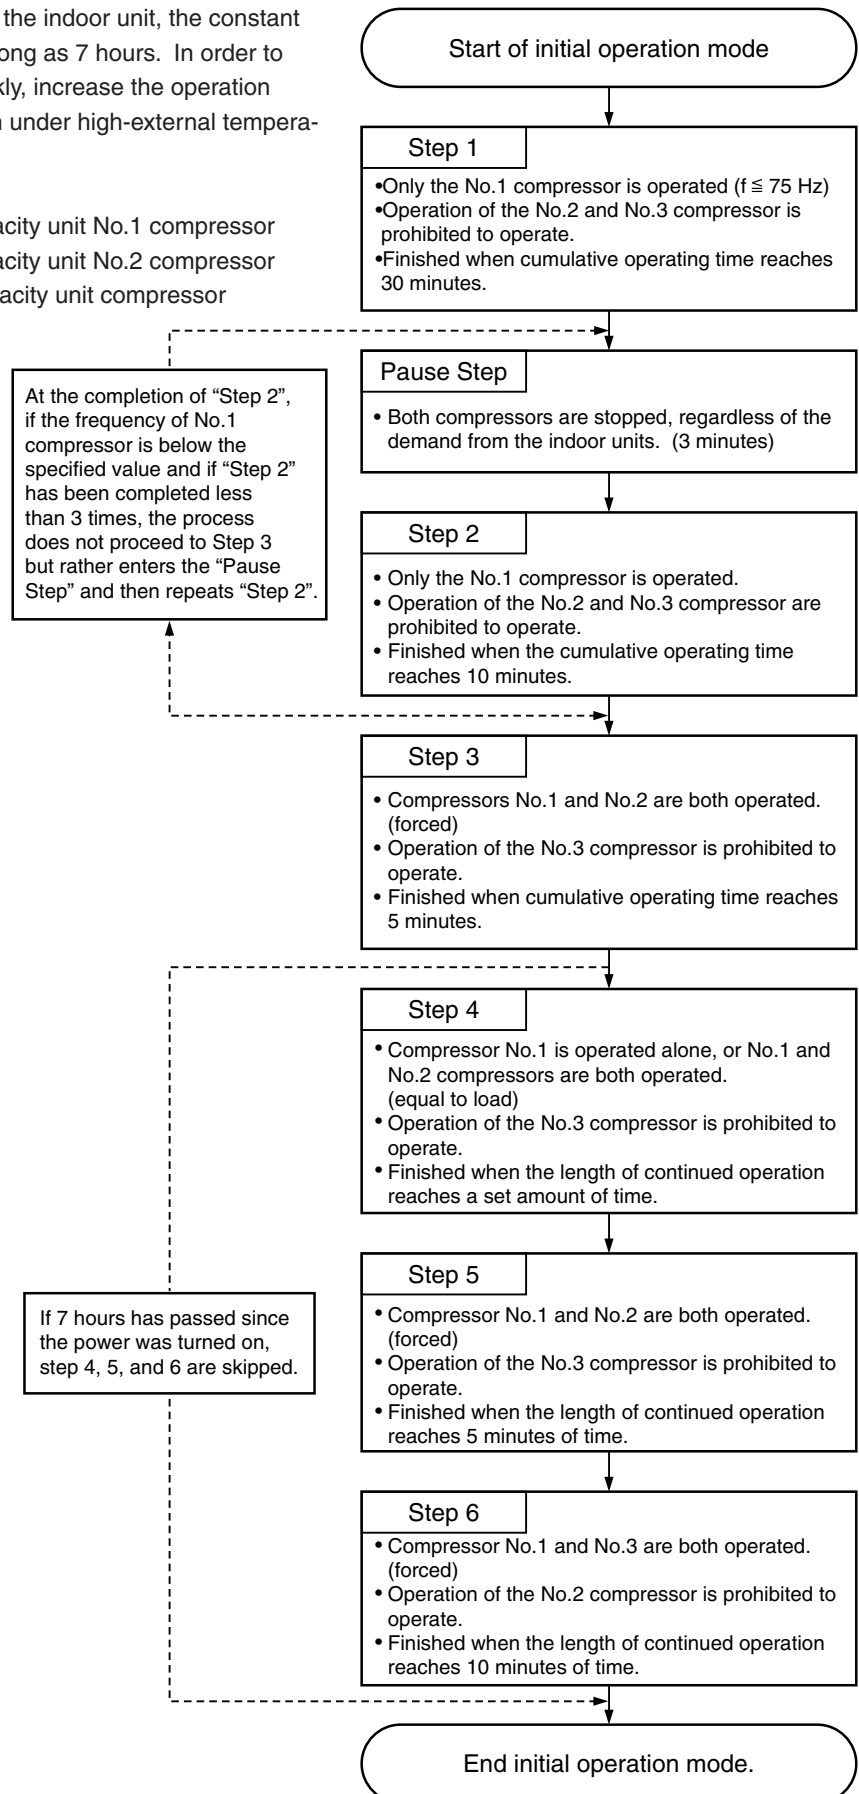 the indoor unit, the constant
ong as 7 hours. In order to
kly, increase the operation
under high-external tempera-
acity unit No.1 compressor
acity unit No.2 compressor
acity unit compressor
Start of initial operation mode
Step 1
•Only the No.1 compressor is operated (f ≦ 75 Hz)
•Operation of the No.2 and No.3 compressor is
prohibited to operate.
•Finished when cumulative operating time reaches
30 minutes.
At the completion of “Step 2”,
if the frequency of No.1
compressor is below the
specified value and if “Step 2”
has been completed less
than 3 times, the process
does not proceed to Step 3
but rather enters the “Pause
Step” and then repeats “Step 2”.
Pause Step
• Both compressors are stopped, regardless of the
demand from the indoor units. (3 minutes)
Step 2
• Only the No.1 compressor is operated.
• Operation of the No.2 and No.3 compressor are
prohibited to operate.
• Finished when the cumulative operating time
reaches 10 minutes.
Step 3
• Compressors No.1 and No.2 are both operated.
(forced)
• Operation of the No.3 compressor is prohibited to
operate.
• Finished when cumulative operating time reaches
5 minutes.
Step 4
• Compressor No.1 is operated alone, or No.1 and
No.2 compressors are both operated.
(equal to load)
• Operation of the No.3 compressor is prohibited to
operate.
• Finished when the length of continued operation
reaches a set amount of time.
If 7 hours has passed since
the power was turned on,
step 4, 5, and 6 are skipped.
Step 5
• Compressor No.1 and No.2 are both operated.
(forced)
• Operation of the No.3 compressor is prohibited to
operate.
• Finished when the length of continued operation
reaches 5 minutes of time.
Step 6
• Compressor No.1 and No.3 are both operated.
(forced)
• Operation of the No.2 compressor is prohibited to
operate.
• Finished when the length of continued operation
reaches 10 minutes of time.
End initial operation mode.